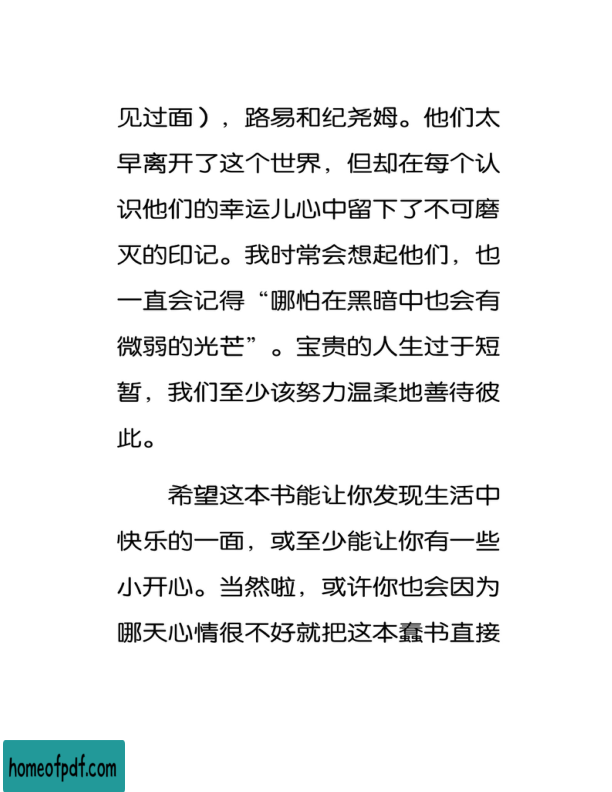 见过面），路易和纪尧姆。他们太
早离开了这个世界，但却在每个认
识他们的幸运儿心中留下了不可磨
灭的印记。我时常会想起他们，也
一直会记得“哪怕在黑暗中也会有
微弱的光芒”。宝贵的人生过于短
暂，我们至少该努力温柔地善待彼
此。
希望这本书能让你发现生活中
快乐的一面，或至少能让你有一些
小开心。当然啦，或许你也会因为
哪天心情很不好就把这本蠢书直接
homeofpdf.com